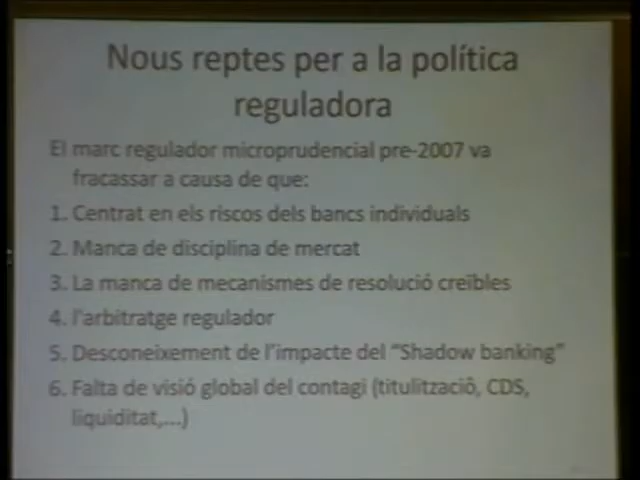 Nous reptes per a la política
reguladora
El marc regulador microprudencial pre-2007 va
fracassar a causa de que:
1. Centrat en els riscos dels bancs individuals
2. Manca de disciplina de mercat
3. La manca de mecanismes de resolució creïbles
4. l'arbitratge regulador
5. Desconeixement de l'impacte del "Shadow banking"
6. Falta de visió global del contagi (titulització, CDS,
liquiditat,...)